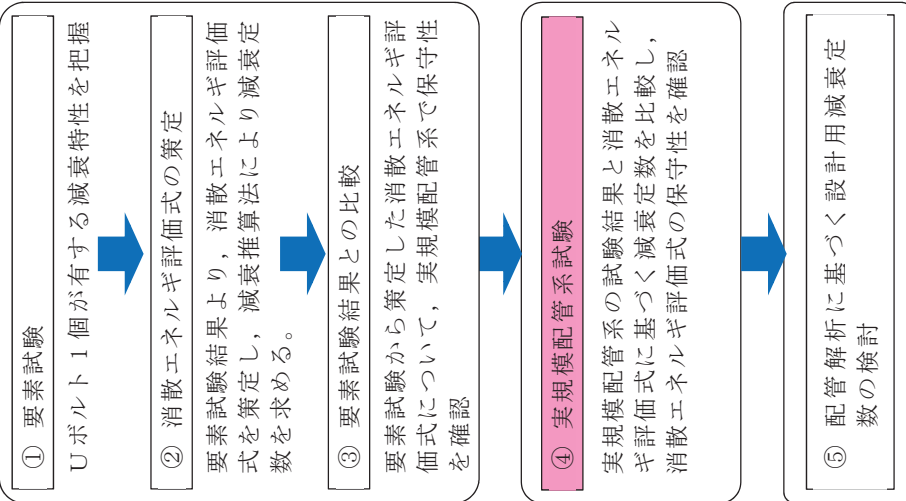 ① 要素試験
Uボルト1個が有する減衰特性を把握
② 消散エネルギ評価式の策定
要素試験結果より，消散エネルギ評価
式を策定し，減衰推算法により減衰定
数を求める。
③ 要素試験結果との比較
要素試験から策定した消散エネルギ評
価式について，実規模配管系で保守性
を確認
④ 実規模配管系試験
実規模配管系の試験結果と消散エネル
ギ評価式に基づく減衰定数を比較し，
消散エネルギ評価式の保守性を確認
⑤ 配管解析に基づく設計用減衰定
数の検討